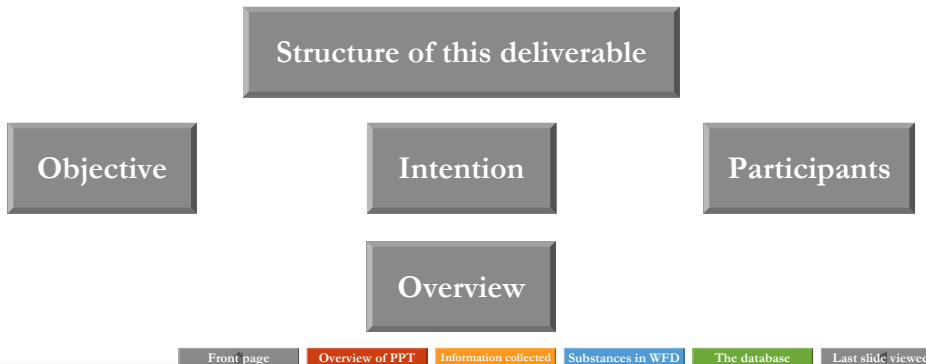 Structure of this deliverable
Objective
Intention
Participants
Overview
Front page
Overview of PPT
Information collected
Substances in WFD
The database
Last slide viewed